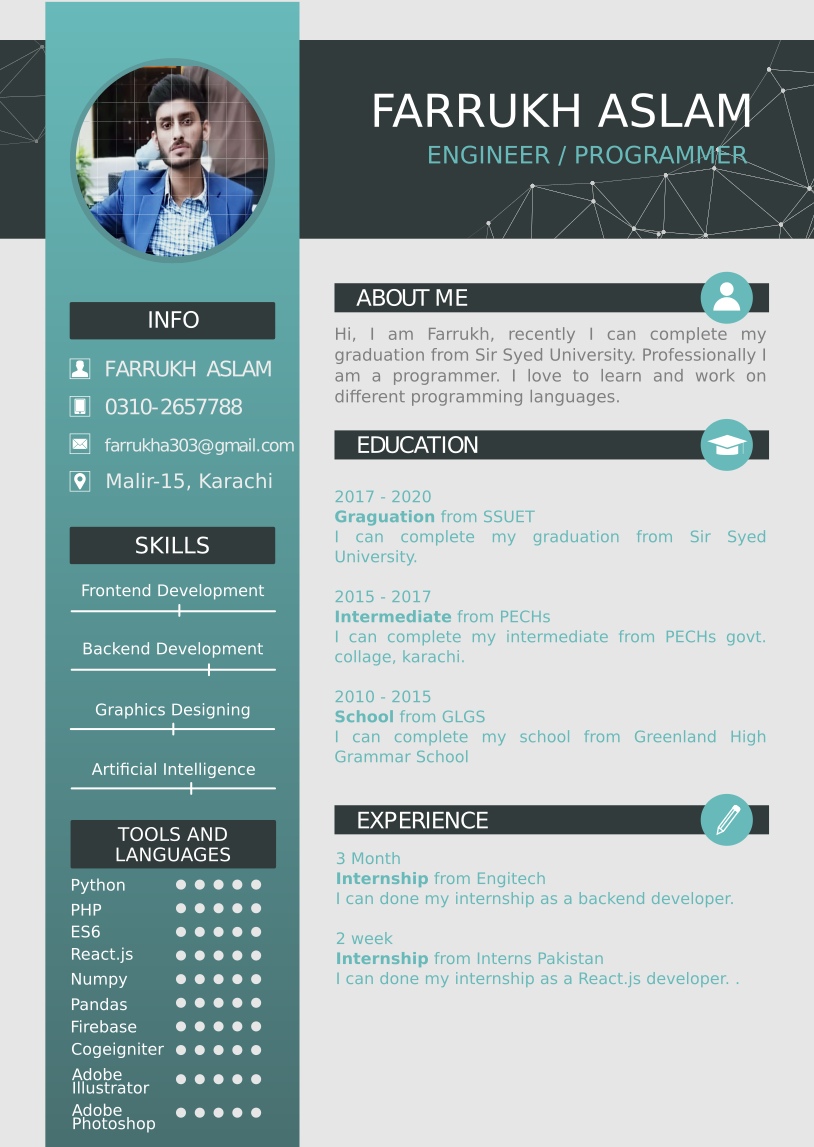 FARRUKH ASLAM
ENGINEER / PROGRAMMER
INFO
FARRUKH ASLAM
0310-2657788
farrukha303@gmail.com
Malir-15, Karachi
SKILLS
Frontend Development
Backend Development
Graphics Designing
Artificial Intelligence
TOOLS AND
LANGUAGES
Python
PHP
ES6
React.js
Numpy
Pandas
Firebase
Cogeigniter
Adobe
Illustrator
Adobe
Photoshop
ABOUT ME
Hi, I am Farrukh, recently I can complete my
graduation from Sir Syed University. Professionally I
am a programmer. I love to learn and work on
different programming languages.
EDUCATION
2017 - 2020
Graguation from SSUET
I can complete my graduation from Sir Syed
University.
2015 - 2017
Intermediate from PECHs
I can complete my intermediate from PECHs govt.
collage, karachi.
2010 - 2015
School from GLGS
I can complete my school from Greenland High
Grammar School
EXPERIENCE
3 Month
Internship from Engitech
I can done my internship as a backend developer.
2 week
Internship from Interns Pakistan
I can done my internship as a React.js developer. .